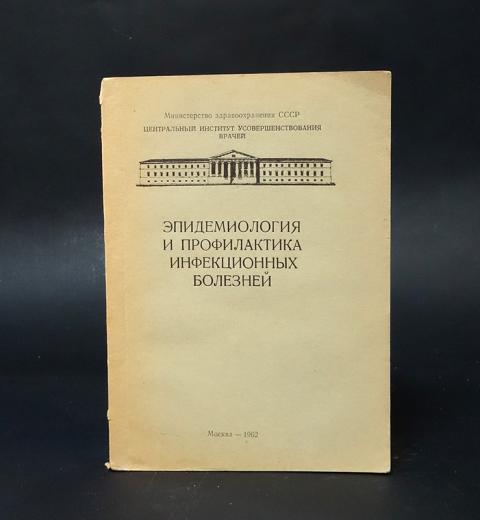 Министерство здравоохранения СССР
ЦЕНТРАЛЬНЫЙ ИНСТИТУТ УСОВЕРШЕНСТВОВАНИЯ
ВРАЧЕЙ
ЭПИДЕМИОЛОГИЯ
И ПРОФИЛАКТИКА
ИНФЕКЦИОННЫХ
БОЛЕЗНЕЙ
Москва — 1962